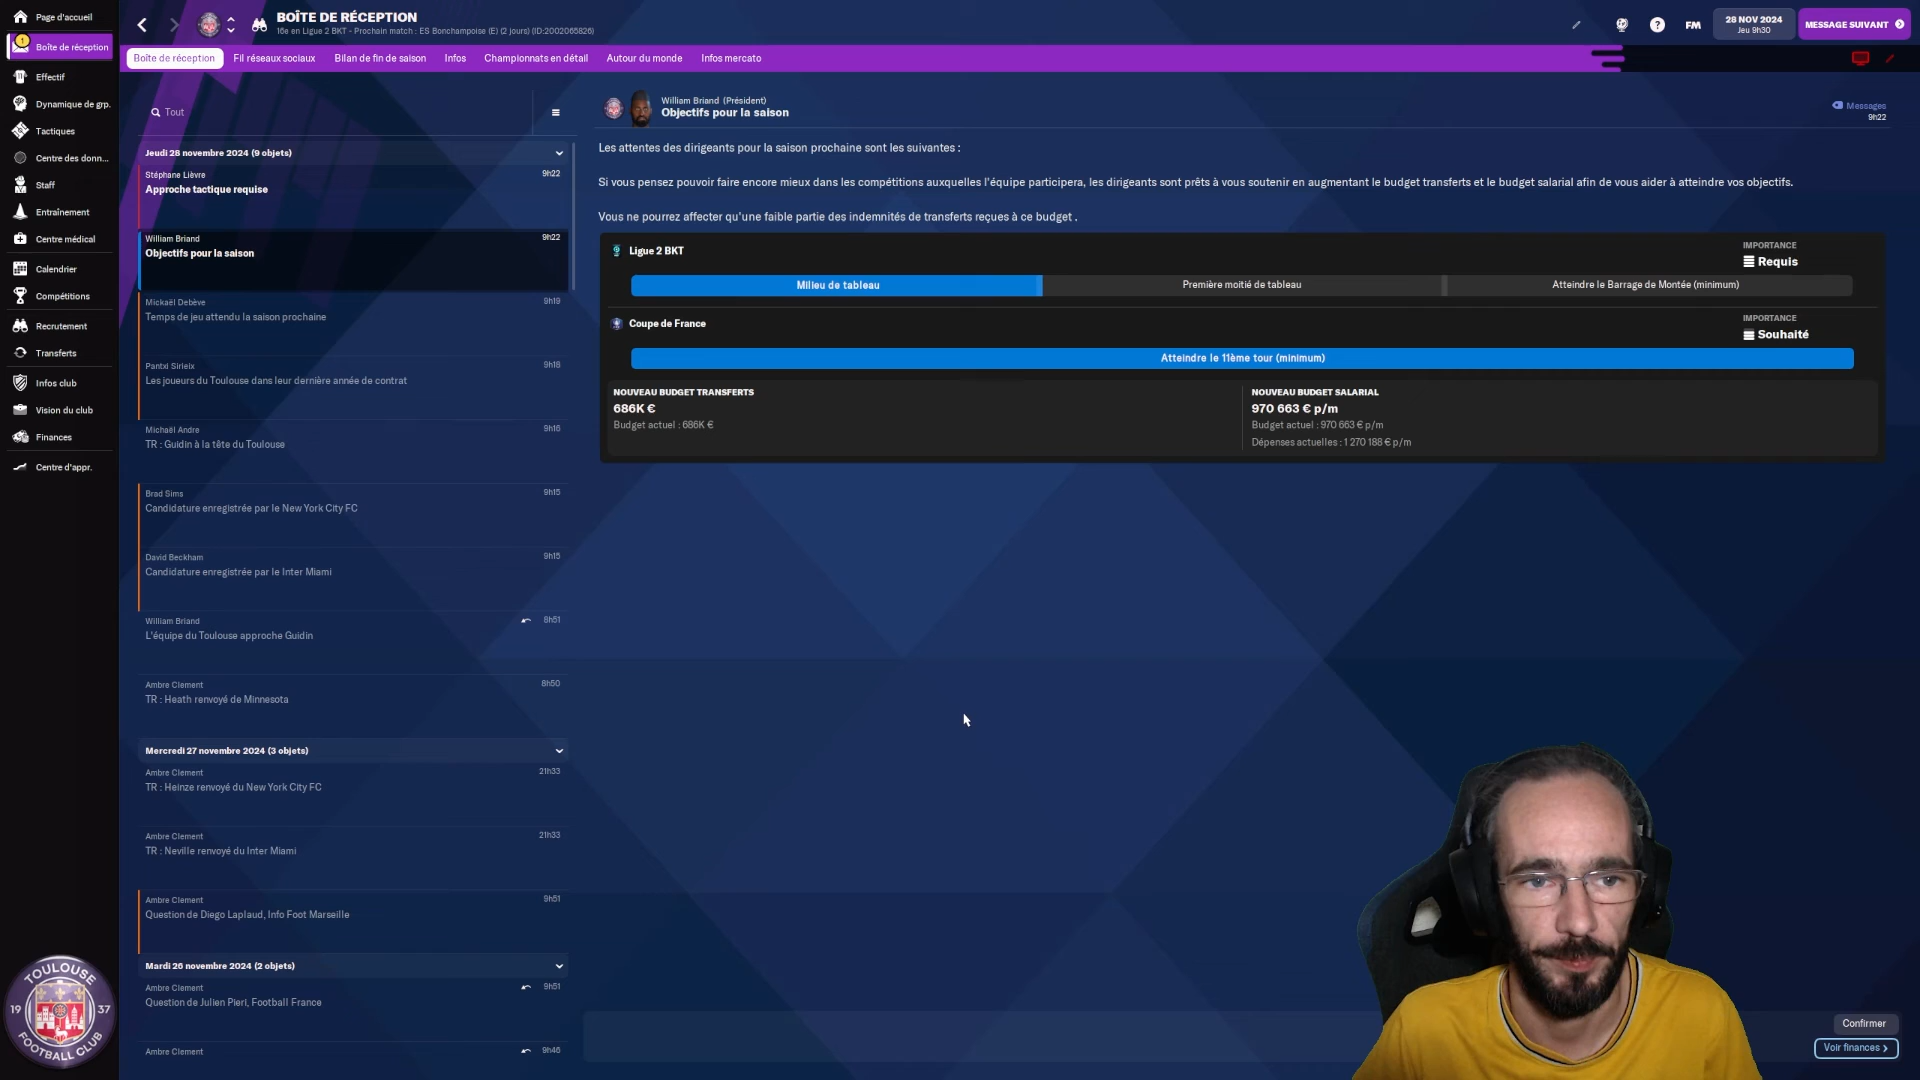 Page d'accueil
1
Boîte de réception
Effectif
Dynamique de grp.
Tactiques
Centre des donn...
Staff
Entraînement
Centre médical
Calendrier
Compétitions
Recrutement
Transferts
Infos club
Vision du club
Finances
Centre d'appr.
TOULOUSE
19 37
FOOTBALL CLUB
BOÎTE DE RÉCEPTION
16e en Ligue 2 BKT - Prochain match : ES Bonchampoise (E) (2 jours) (ID:2002065826)
FM
28 NOV 2024
Jeu 9h30
MESSAGE SUIVANT
Boîte de réception
Fil réseaux sociaux
Bilan de fin de saison
Infos
Championnats en détail
Autour du monde
Infos mercato
Tout
Jeudi 28 novembre 2024 (9 objets)
Stéphane Lièvre 9h22
Approche tactique requise
William Briand 9h22
Objectifs pour la saison
Mickaël Debève 9h19
Temps de jeu attendu la saison prochaine
Pantxi Sirieix 9h18
Les joueurs du Toulouse dans leur dernière année de contrat
Michaël Andre 9h16
TR : Guidin à la tête du Toulouse
Brad Sims 9h15
Candidature enregistrée par le New York City FC
David Beckham 9h15
Candidature enregistrée par le Inter Miami
William Briand 8h51
L'équipe du Toulouse approche Guidin
Ambre Clement 8h50
TR : Heath renvoyé de Minnesota
Mercredi 27 novembre 2024 (3 objets)
Ambre Clement 21h33
TR : Heinze renvoyé du New York City FC
Ambre Clement 21h33
TR : Neville renvoyé du Inter Miami
Ambre Clement 9h51
Question de Diego Laplaud, Info Foot Marseille
Mardi 26 novembre 2024 (2 objets)
Ambre Clement 9h51
Question de Julien Pieri, Football France
Ambre Clement 9h46
William Briand (Président)
Objectifs pour la saison
Messages
9h22
Les attentes des dirigeants pour la saison prochaine sont les suivantes :
Si vous pensez pouvoir faire encore mieux dans les compétitions auxquelles l'équipe participera, les dirigeants sont prêts à vous soutenir en augmentant le budget transferts et le budget salarial afin de vous aider à atteindre vos objectifs.
Vous ne pourrez affecter qu'une faible partie des indemnités de transferts reçues à ce budget .
Ligue 2 BKT
IMPORTANCE
Requis
Milieu de tableau
Première moitié de tableau
Atteindre le Barrage de Montée (minimum)
Coupe de France
IMPORTANCE
Souhaité
Atteindre le 11ème tour (minimum)
NOUVEAU BUDGET TRANSFERTS
686K €
Budget actuel : 686K €
NOUVEAU BUDGET SALARIAL
970 663 € p/m
Budget actuel : 970 663 € p/m
Dépenses actuelles : 1 270 188 € p/m
Confirmer
Voir finances